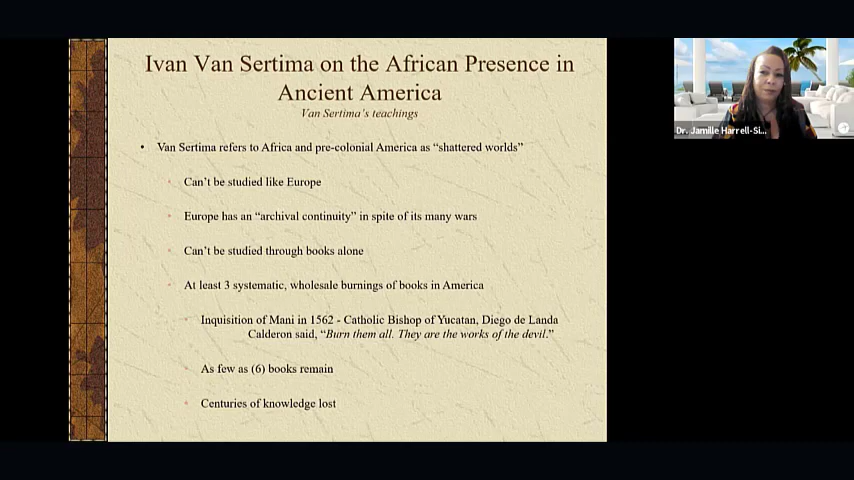 Ivan Van Sertima on the African Presence in
Ancient America
Van Sertima's teachings
• Van Sertima refers to Africa and pre-colonial America as "shattered worlds"
• Can't be studied like Europe
• Europe has an "archival continuity" in spite of its many wars
• Can't be studied through books alone
• At least 3 systematic, wholesale burnings of books in America
• Inquisition of Mani in 1562 - Catholic Bishop of Yucatan, Diego de Landa
Calderon said, "Burn them all. They are the works of the devil."
• As few as (6) books remain
• Centuries of knowledge lost
Dr. Jamille Harrell-Si...